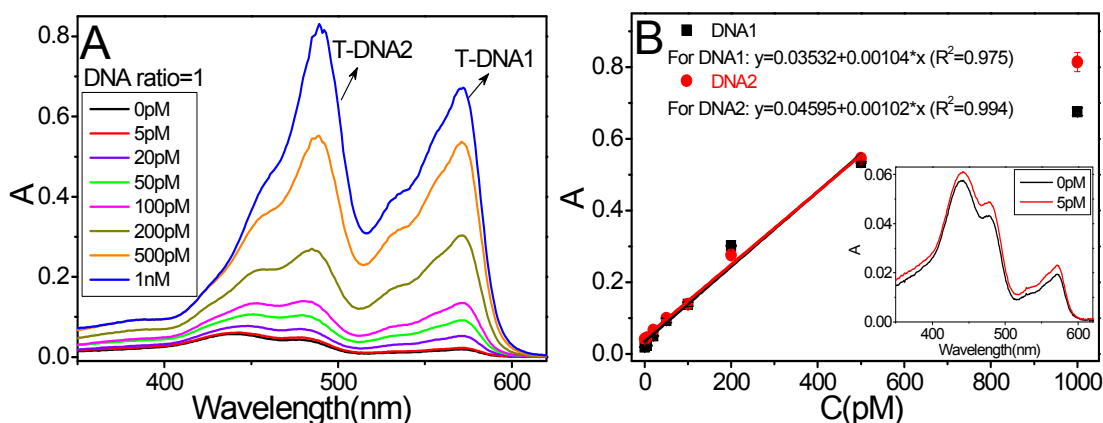 A
DNA ratio=1
0pM
5pM
20pM
50pM
100pM
200pM
500pM
1nM
T-DNA2
T-DNA1
A
0.8
0.6
0.4
0.2
0.0
400
500
600
Wavelength(nm)
B
DNA1
For DNA1: y=0.03532+0.00104*x (R²=0.975)
DNA2
For DNA2: y=0.04595+0.00102*x (R²=0.994)
A
0.8
0.6
0.4
0.2
0.0
0
200
400
600
800
1000
C(pM)
0pM
5pM
A
0.06
0.04
0.02
0.00
400
500
600
Wavelength(nm)